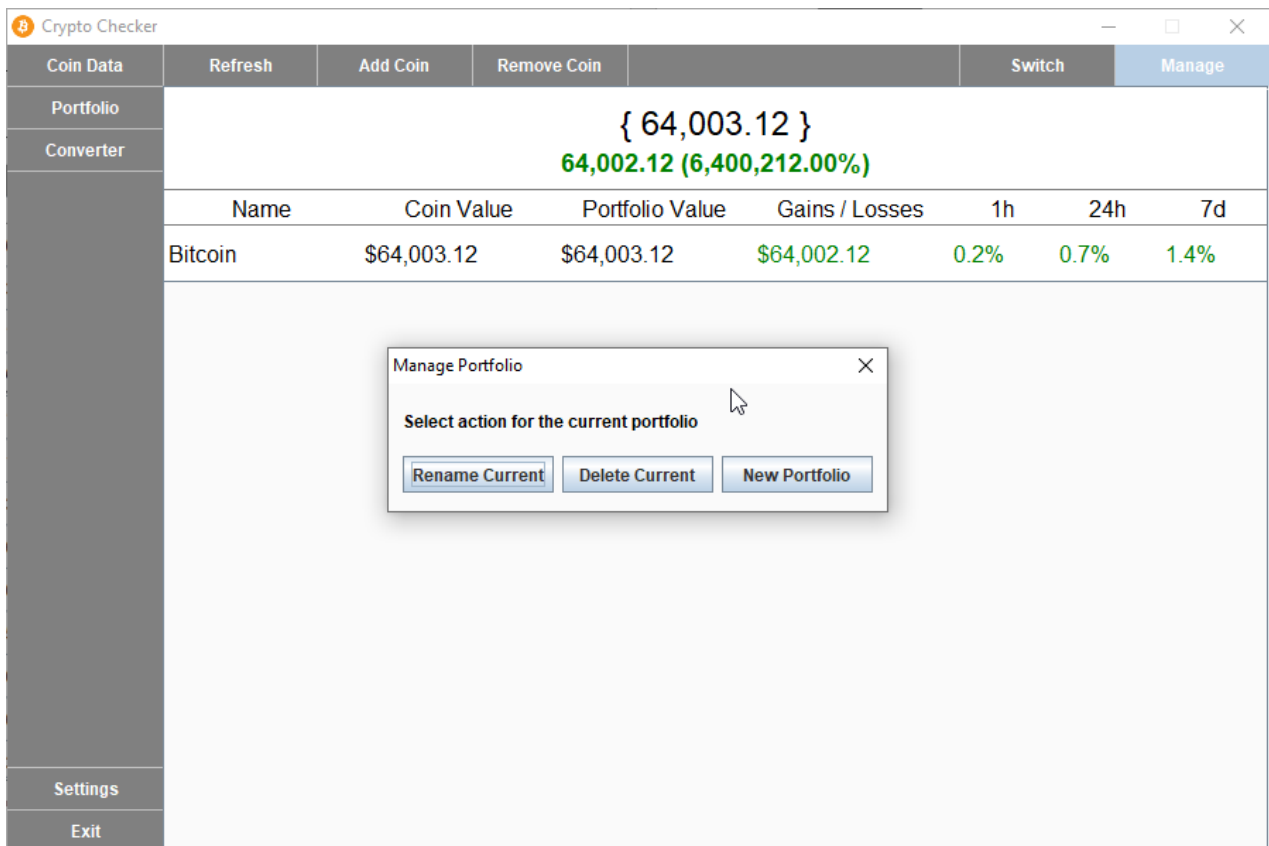 Crypto Checker
Coin Data Refresh Add Coin Remove Coin Switch Manage
Portfolio
Converter
{ 64,003.12 }
64,002.12 (6,400,212.00%)
Name Coin Value Portfolio Value Gains / Losses 1h 24h 7d
Bitcoin $64,003.12 $64,003.12 $64,002.12 0.2% 0.7% 1.4%
Manage Portfolio
Select action for the current portfolio
Rename Current Delete Current New Portfolio
Settings
Exit